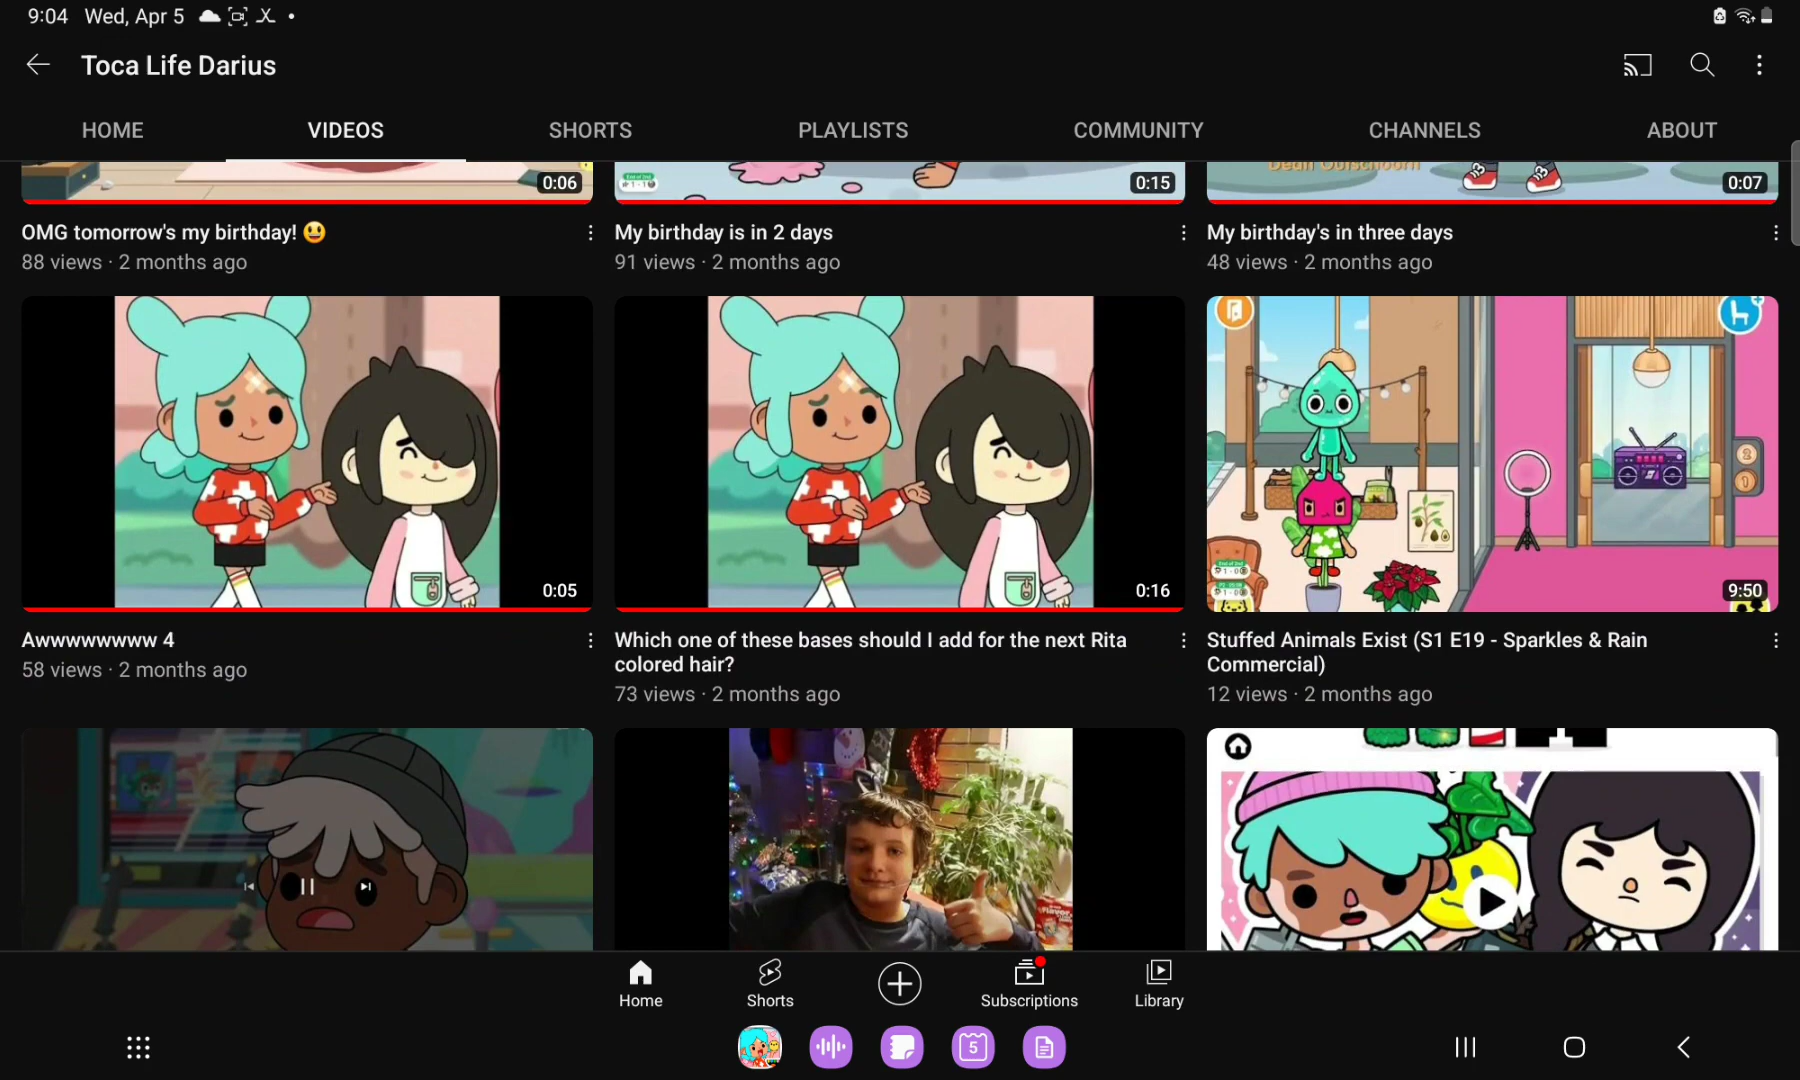 9:04 Wed, Apr 5
Toca Life Darius
HOME VIDEOS SHORTS PLAYLISTS COMMUNITY CHANNELS ABOUT
0:06
0:15
0:07
OMG tomorrow's my birthday! 😃
88 views · 2 months ago
My birthday is in 2 days
91 views · 2 months ago
My birthday's in three days
48 views · 2 months ago
0:05
0:16
2
1
9:50
Awwwwwwww 4
58 views · 2 months ago
Which one of these bases should I add for the next Rita
colored hair?
73 views · 2 months ago
Stuffed Animals Exist (S1 E19 - Sparkles & Rain
Commercial)
12 views · 2 months ago
Home
Shorts
Subscriptions
Library
5